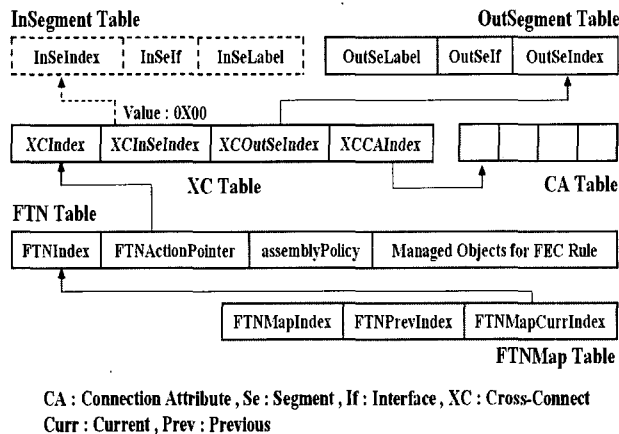 InSegment Table OutSegment Table
InSeIndex InSeIf InSeLabel OutSeLabel OutSeIf OutSeIndex
Value : 0X00
XCIndex XCInSeIndex XCOutSeIndex XCCAIndex
XC Table CA Table
FTN Table
FTNIndex FTNActionPointer assemblyPolicy Managed Objects for FEC Rule
FTNMapIndex FTNPrevIndex FTNMapCurrIndex
FTNMap Table
CA : Connection Attribute , Se : Segment , If : Interface , XC : Cross-Connect
Curr : Current , Prev : Previous